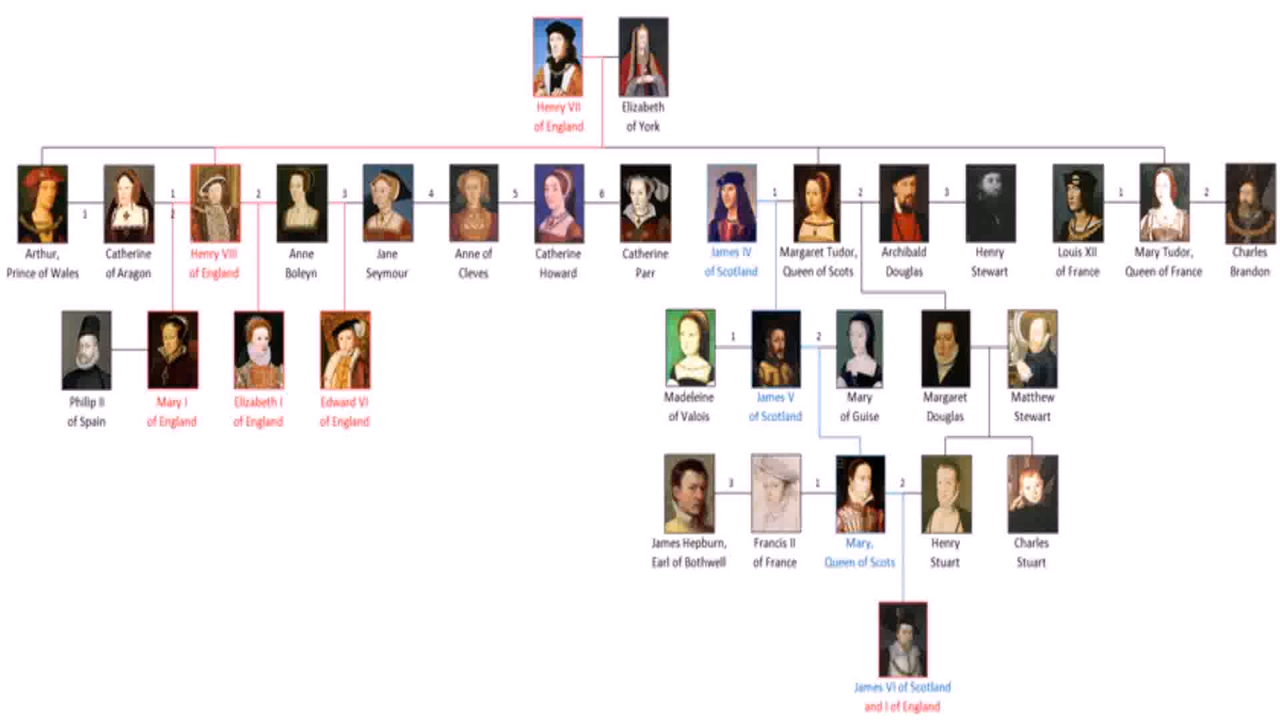 Henry VII
of England
Elizabeth
of York
1
1
2
2
3
4
5
6
1
2
3
1
2
Arthur,
Prince of Wales
Catherine
of Aragon
Henry VIII
of England
Anne
Boleyn
Jane
Seymour
Anne of
Cleves
Catherine
Howard
Catherine
Parr
James IV
of Scotland
Margaret Tudor,
Queen of Scots
Archibald
Douglas
Henry
Stewart
Louis XII
of France
Mary Tudor,
Queen of France
Charles
Brandon
1
2
Philip II
of Spain
Mary I
of England
Elizabeth I
of England
Edward VI
of England
Madeleine
of Valois
James V
of Scotland
Mary
of Guise
Margaret
Douglas
Matthew
Stewart
3
1
2
James Hepburn,
Earl of Bothwell
Francis II
of France
Mary,
Queen of Scots
Henry
Stuart
Charles
Stuart
James VI of Scotland
and I of England